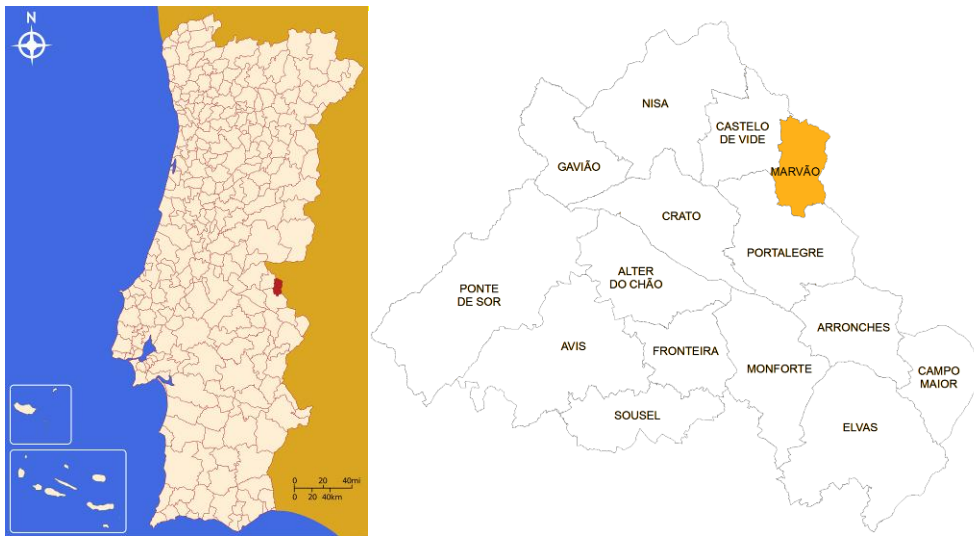 N
0 20 40mi
0 20 40km
NISA
CASTELO
DE VIDE
GAVIÃO
MARVÃO
CRATO
PORTALEGRE
ALTER
DO CHÃO
PONTE
DE SOR
ARRONCHES
AVIS
FRONTEIRA
MONFORTE
CAMPO
MAIOR
SOUSEL
ELVAS